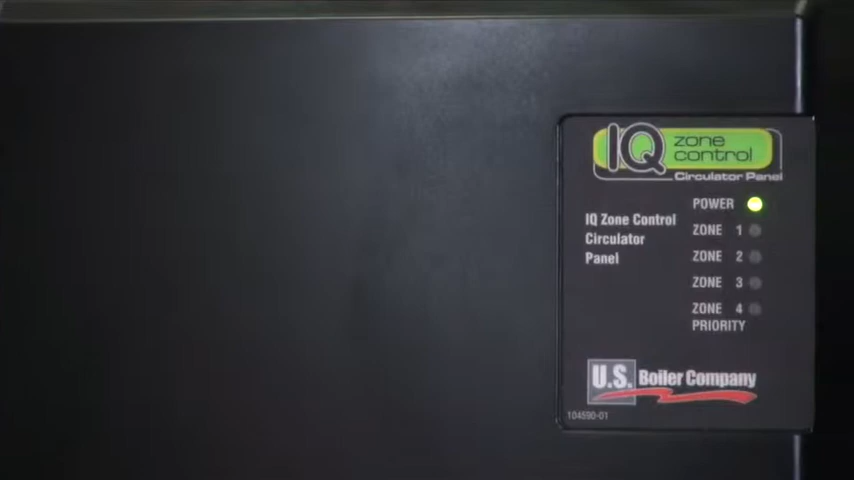 IQ zone control
Circulator Panel
POWER
IQ Zone Control
Circulator
Panel
ZONE 1
ZONE 2
ZONE 3
ZONE 4
PRIORITY
U.S. Boiler Company
104590-01